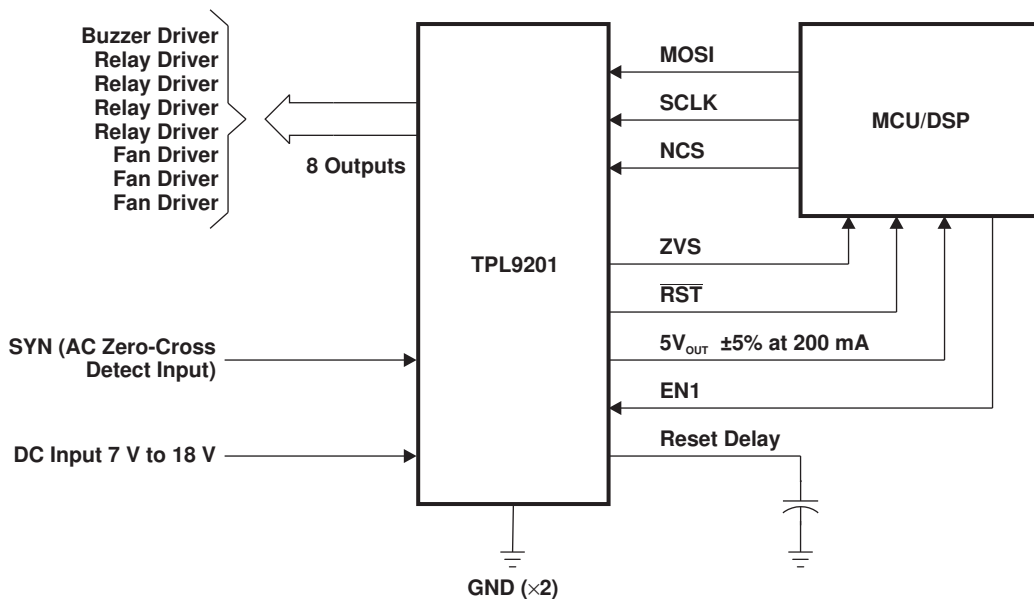 Buzzer Driver
Relay Driver
Relay Driver
Relay Driver
Relay Driver
Fan Driver
Fan Driver
Fan Driver
8 Outputs
SYN (AC Zero-Cross
Detect Input)
DC Input 7 V to 18 V
TPL9201
GND (×2)
MOSI
SCLK
NCS
ZVS
R̅S̅T̅
5VOUT ±5% at 200 mA
EN1
Reset Delay
MCU/DSP